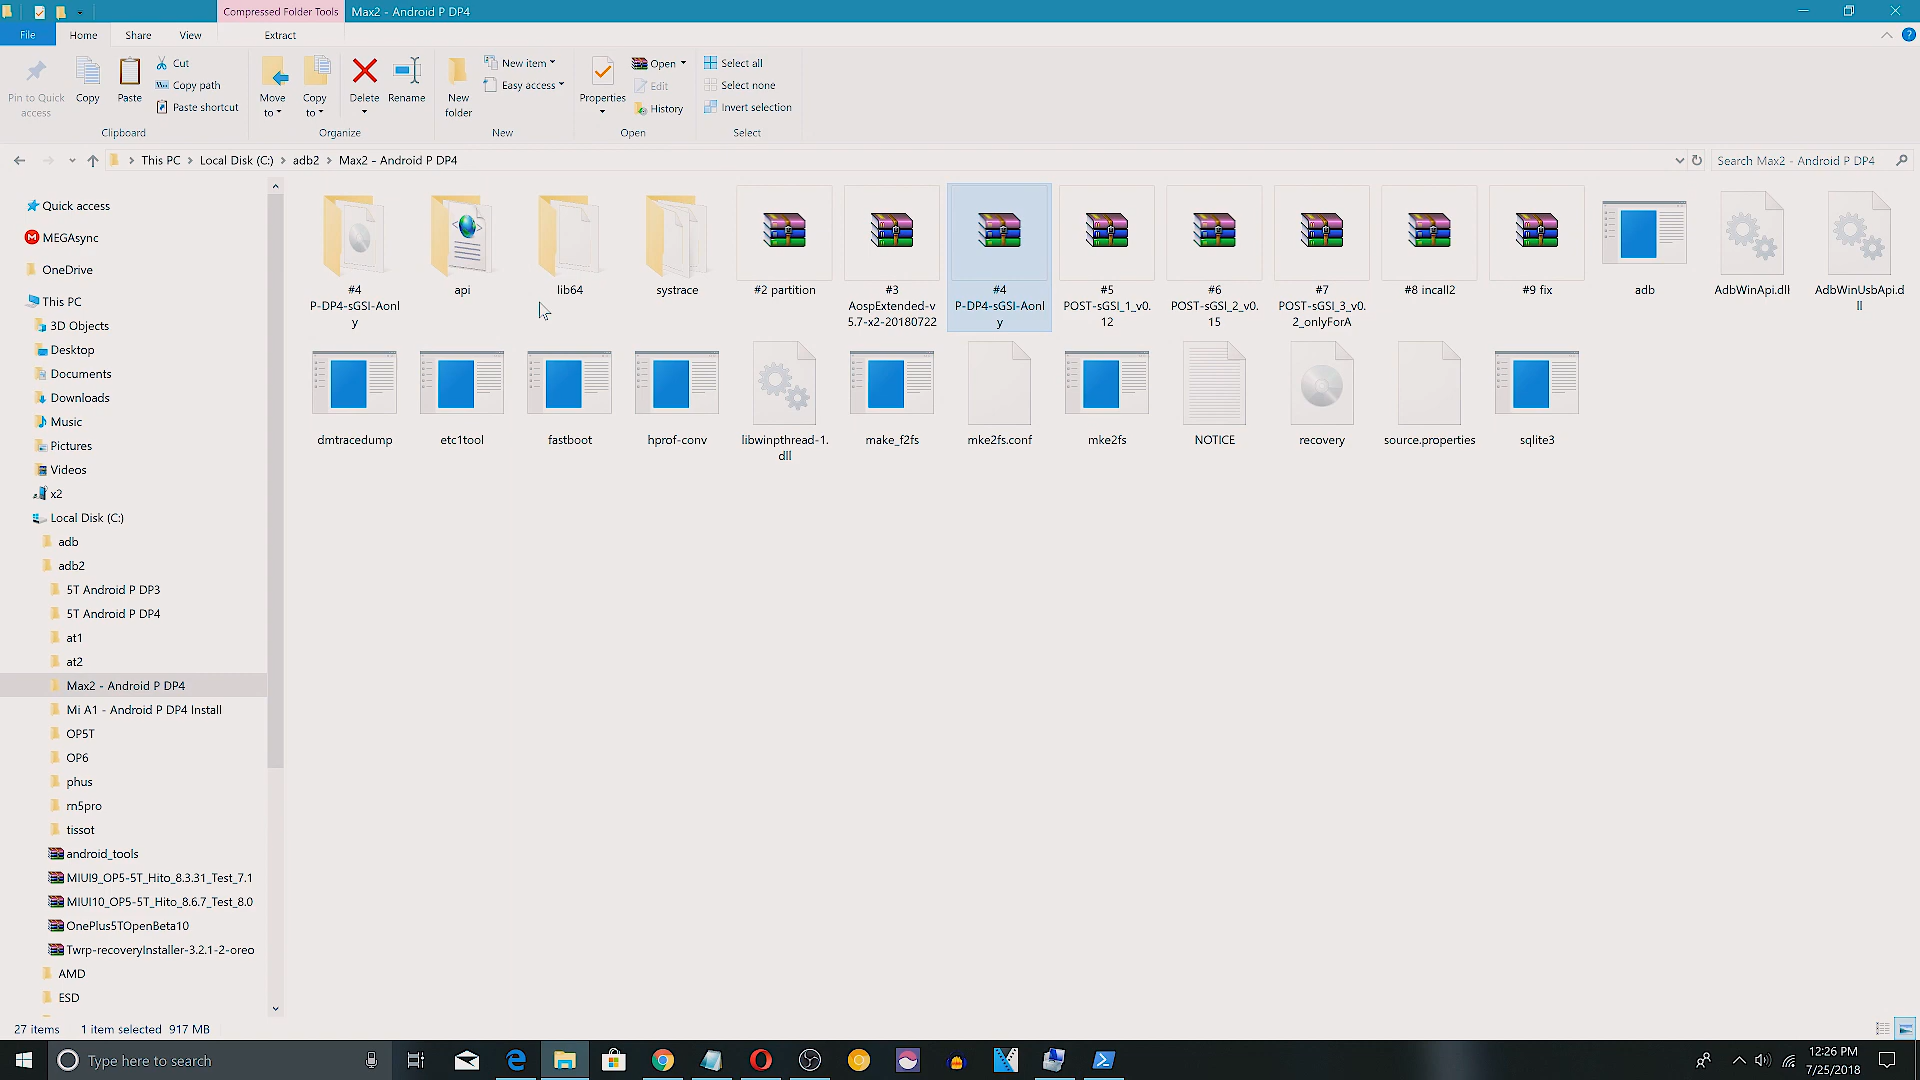 Compressed Folder Tools
Max2 - Android P DP4
File
Home
Share
View
Extract
Pin to Quick
access
Copy
Paste
Cut
Copy path
Paste shortcut
Clipboard
Move
to
Copy
to
Delete
Rename
Organize
New
folder
New item
Easy access
New
Properties
Open
Edit
History
Open
Select all
Select none
Invert selection
Select
This PC > Local Disk (C:) > adb2 > Max2 - Android P DP4
Search Max2 - Android P DP4
Quick access
MEGAsync
OneDrive
This PC
3D Objects
Desktop
Documents
Downloads
Music
Pictures
Videos
x2
Local Disk (C:)
adb
adb2
5T Android P DP3
5T Android P DP4
at1
at2
Max2 - Android P DP4
Mi A1 - Android P DP4 Install
OP5T
OP6
phus
rn5pro
tissot
android_tools
MIUI9_OP5-5T_Hito_8.3.31_Test_7.1
MIUI10_OP5-5T_Hito_8.6.7_Test_8.0
OnePlus5TOpenBeta10
Twrp-recoveryInstaller-3.2.1-2-oreo
AMD
ESD
#4
P-DP4-sGSI-Aonl
y
api
lib64
systrace
#2 partition
#3
AospExtended-v
5.7-x2-20180722
#4
P-DP4-sGSI-Aonl
y
#5
POST-sGSI_1_v0.
12
#6
POST-sGSI_2_v0.
15
#7
POST-sGSI_3_v0.
2_onlyForA
#8 incall2
#9 fix
adb
AdbWinApi.dll
AdbWinUsbApi.d
ll
dmtracedump
etc1tool
fastboot
hprof-conv
libwinpthread-1.
dll
make_f2fs
mke2fs.conf
mke2fs
NOTICE
recovery
source.properties
sqlite3
27 items
1 item selected 917 MB
Type here to search
12:26 PM
7/25/2018